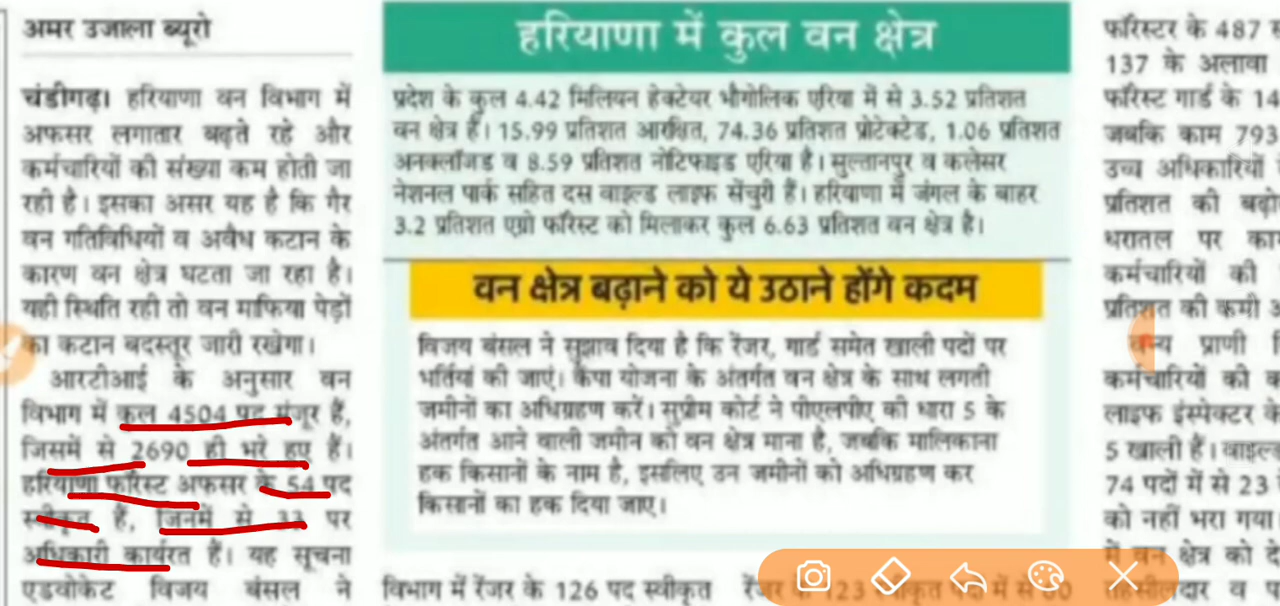 अमर उजाला ब्यूरो
चंडीगढ़। हरियाणा वन विभाग में
अफसर लगातार बढ़ते रहे और
कर्मचारियों की संख्या कम होती जा
रही है। इसका असर यह है कि गैर
वन गतिविधियों व अवैध कटान के
कारण वन क्षेत्र घटता जा रहा है।
यही स्थिति रही तो वन माफिया पेड़ों
का कटान बदस्तूर जारी रखेगा।
आरटीआई के अनुसार वन
विभाग में कुल 4504 पद मंजूर हैं,
जिसमें से 2690 ही भरे हुए हैं।
हरियाणा फॉरेस्ट अफसर के 54 पद
स्वीकृत हैं, जिनमें से 33 पर
अधिकारी कार्यरत हैं। यह सूचना
एडवोकेट विजय बंसल ने
हरियाणा में कुल वन क्षेत्र
प्रदेश के कुल 4.42 मिलियन हेक्टेयर भौगोलिक एरिया में से 3.52 प्रतिशत
वन क्षेत्र है। 15.99 प्रतिशत आरक्षित, 74.36 प्रतिशत प्रोटेक्टेड, 1.06 प्रतिशत
अनक्लॉजड व 8.59 प्रतिशत नोटिफाइड एरिया है। सुल्तानपुर व कलेसर
नेशनल पार्क सहित दस वाइल्ड लाइफ सेंचुरी हैं। हरियाणा में जंगल के बाहर
3.2 प्रतिशत एग्रो फॉरेस्ट को मिलाकर कुल 6.63 प्रतिशत वन क्षेत्र है।
वन क्षेत्र बढ़ाने को ये उठाने होंगे कदम
विजय बंसल ने सुझाव दिया है कि रेंजर, गार्ड समेत खाली पदों पर
भर्तियां की जाएं। कैंपा योजना के अंतर्गत वन क्षेत्र के साथ लगती
जमीनों का अधिग्रहण करें। सुप्रीम कोर्ट ने पीएलपीए की धारा 5 के
अंतर्गत आने वाली जमीन को वन क्षेत्र माना है, जबकि मालिकाना
हक किसानों के नाम है, इसलिए उन जमीनों को अधिग्रहण कर
किसानों का हक दिया जाए।
विभाग में रेंजर के 126 पद स्वीकृत
रेंजर के 123 स्वीकृत पदों में से
फॉरेस्टर के 487
137 के अलावा
फॉरेस्ट गार्ड के 14
जबकि काम 793
उच्च अधिकारियों
प्रतिशत की
धरातल पर
कर्मचारियों की
प्रतिशत की कमी
वन्य प्राणी
कर्मचारियों की
लाइफ इंस्पेक्टर के
5 खाली हैं।
74 पदों में से 23
को नहीं भरा गया।
में वन क्षेत्र को
तहसीलदार व